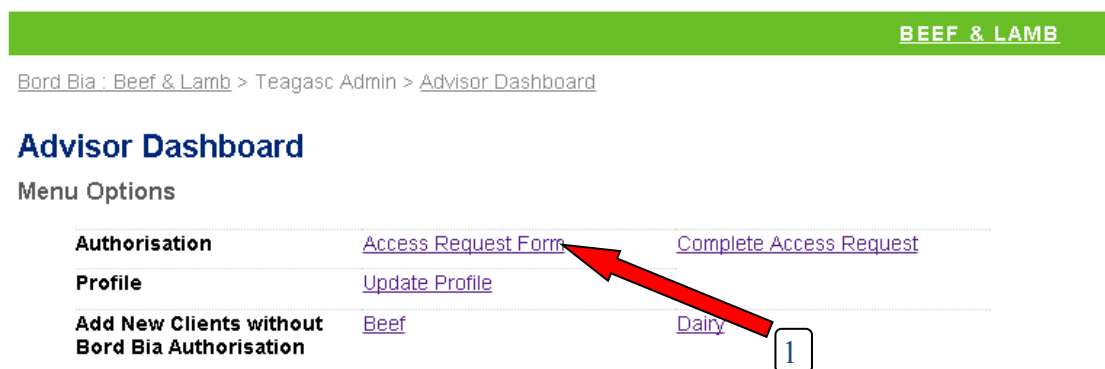 BEEF & LAMB
Bord Bia : Beef & Lamb > Teagasc Admin > Advisor Dashboard
Advisor Dashboard
Menu Options
Authorisation Access Request Form Complete Access Request
Profile Update Profile
Add New Clients without Beef Dairy
Bord Bia Authorisation
1